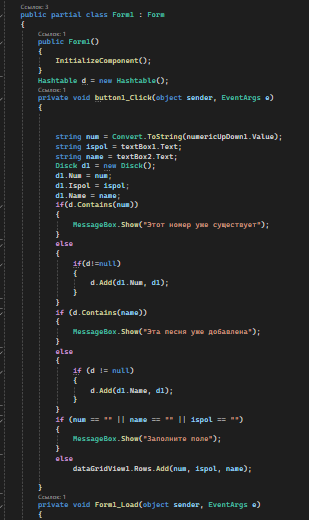 Ссылок: 3
public partial class Form1 : Form
{
Ссылок: 1
public Form1()
{
InitializeComponent();
}
Hashtable d = new Hashtable();
Ссылок: 1
private void button1_Click(object sender, EventArgs e)
{
string num = Convert.ToString(numericUpDown1.Value);
string ispol = textBox1.Text;
string name = textBox2.Text;
Disck d1 = new Disck();
d1.Num = num;
d1.Ispol = ispol;
d1.Name = name;
if(d.Contains(num))
{
MessageBox.Show("Этот номер уже существует");
}
else
{
if(d!=null)
{
d.Add(d1.Num, d1);
}
}
if (d.Contains(name))
{
MessageBox.Show("Эта песня уже добавлена");
}
else
{
if (d != null)
{
d.Add(d1.Name, d1);
}
}
if (num == "" || name == "" || ispol == "")
{
MessageBox.Show("Заполните поле");
}
else
dataGridView1.Rows.Add(num, ispol, name);
}
Ссылок: 1
private void Form1_Load(object sender, EventArgs e)
{